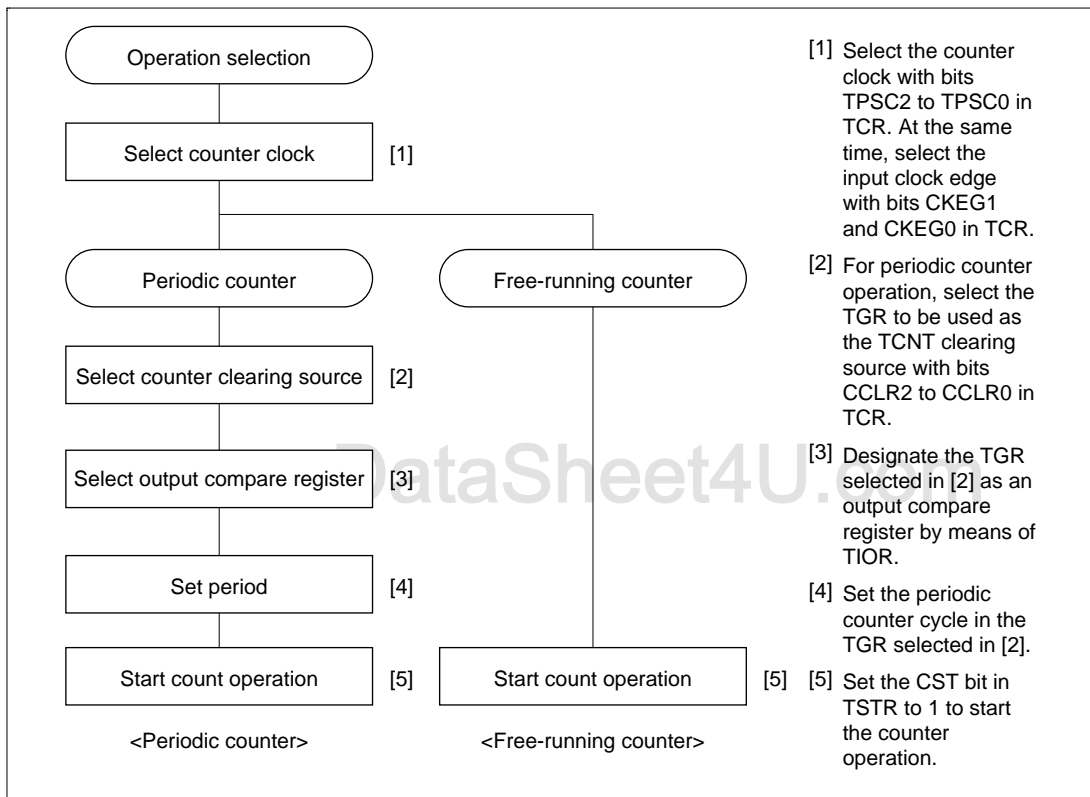 Operation selection
Select counter clock [1]
Periodic counter
Free-running counter
Select counter clearing source [2]
Select output compare register [3]
Set period [4]
Start count operation [5]
Start count operation [5]
<Periodic counter>
<Free-running counter>
[1] Select the counter
clock with bits
TPSC2 to TPSC0 in
TCR. At the same
time, select the
input clock edge
with bits CKEG1
and CKEG0 in TCR.
[2] For periodic counter
operation, select the
TGR to be used as
the TCNT clearing
source with bits
CCLR2 to CCLR0 in
TCR.
[3] Designate the TGR
selected in [2] as an
output compare
register by means of
TIOR.
[4] Set the periodic
counter cycle in the
TGR selected in [2].
[5] Set the CST bit in
TSTR to 1 to start
the counter
operation.
DataSheet4U.com